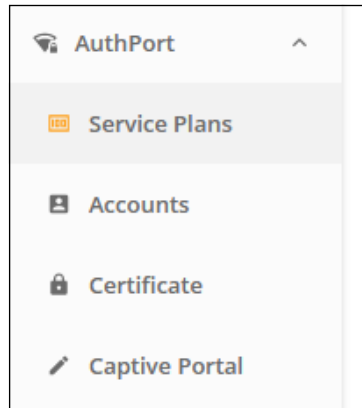 AuthPort
Service Plans
Accounts
Certificate
Captive Portal